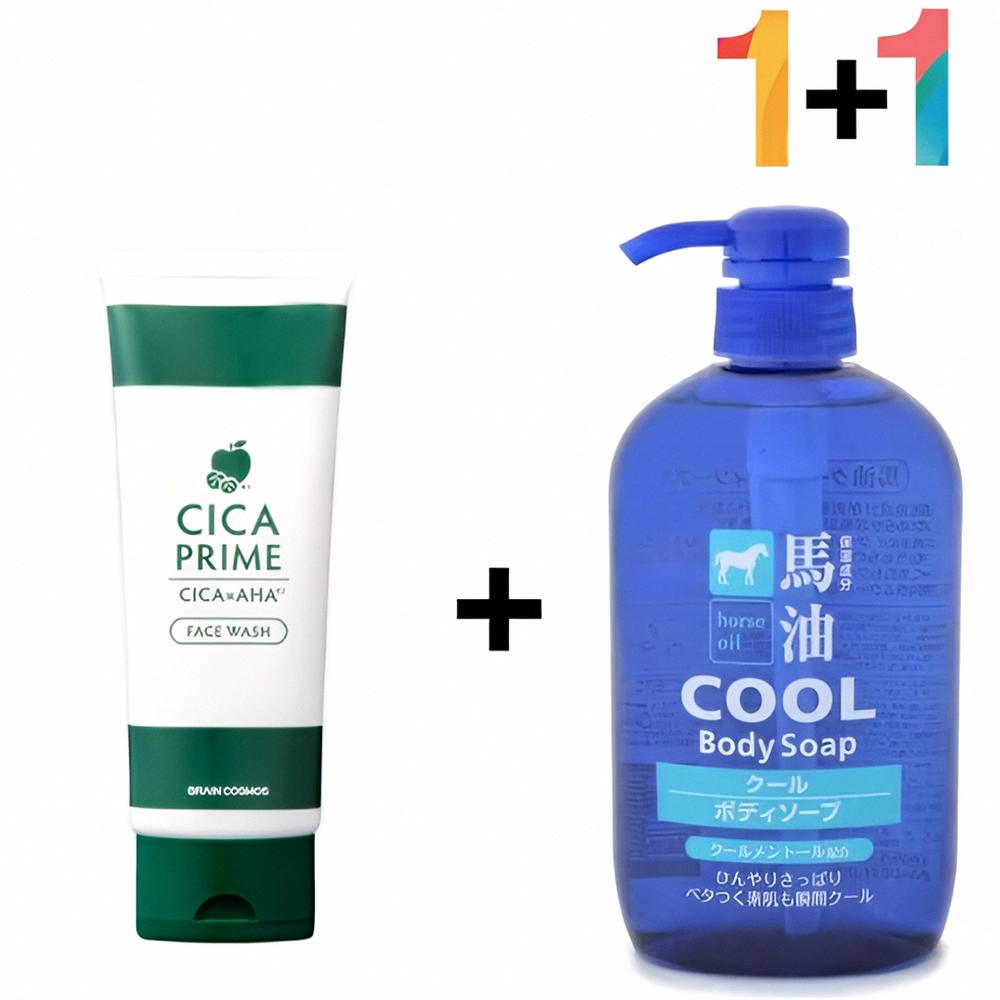 1+1
CICA
PRIME
CICA×AHA
FACE WASH
BRAIN COSMOS
+
馬油
horse
oil
COOL
Body Soap
クール
ボディソープ
クールメントール配合
ひんやりさっぱり
ベタつく素肌も瞬間クール